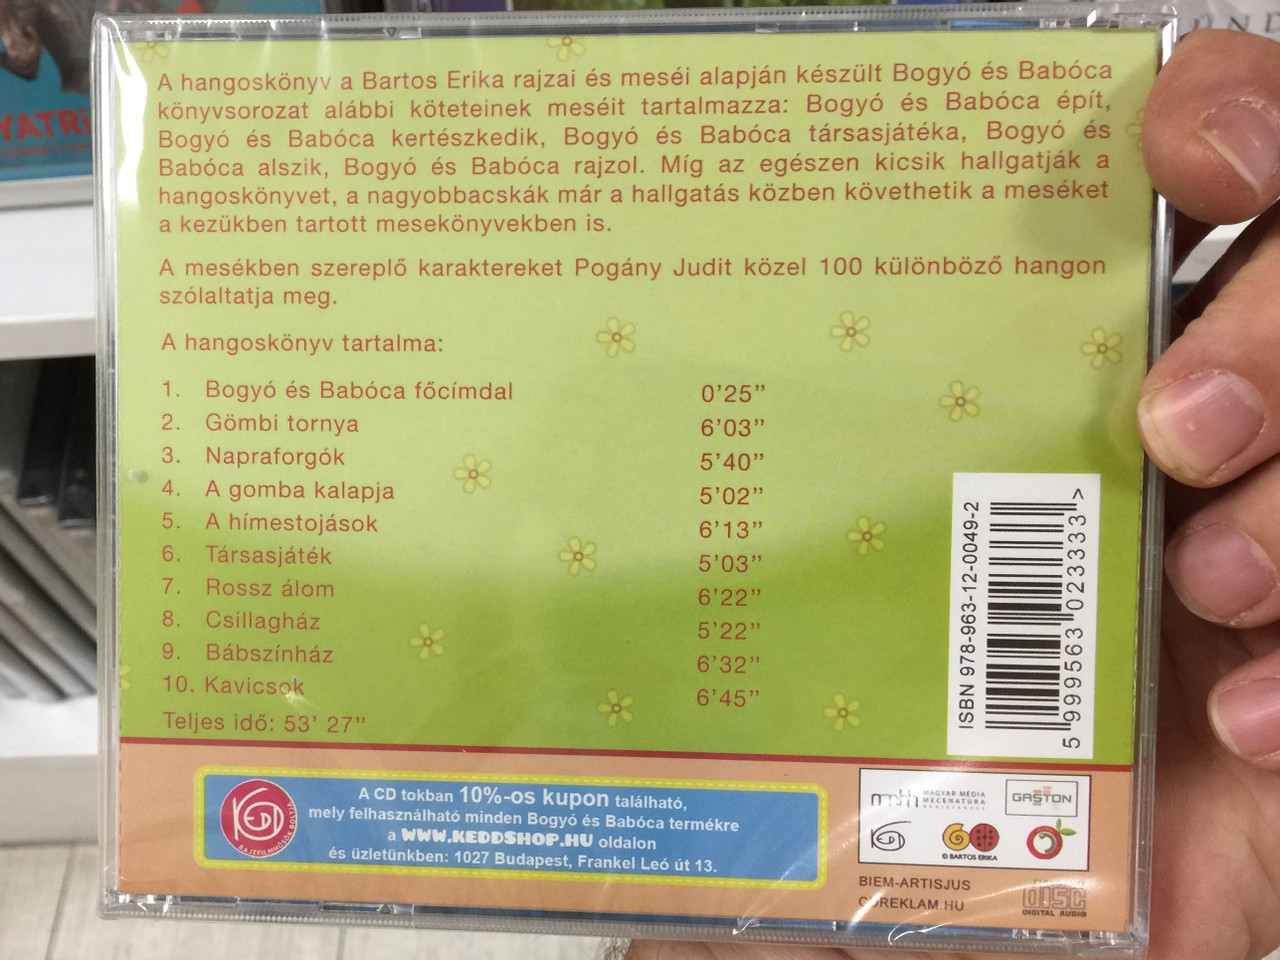 A hangoskönyv a Bartos Erika rajzai és meséi alapján készült Bogyó és Babóca
könyvsorozat alábbi köteteinek meséit tartalmazza: Bogyó és Babóca épít,
Bogyó és Babóca kertészkedik, Bogyó és Babóca társasjátéka, Bogyó és
Babóca alszik, Bogyó és Babóca rajzol. Míg az egészen kicsik hallgatják a
hangoskönyvet, a nagyobbacskák már a hallgatás közben követhetik a meséket
a kezükben tartott mesekönyvekben is.
A mesékben szereplő karaktereket Pogány Judit közel 100 különböző hangon
szólaltatja meg.
A hangoskönyv tartalma:
1. Bogyó és Babóca főcímdal 0'25"
2. Gömbi tornya 6'03"
3. Napraforgók 5'40"
4. A gomba kalapja 5'02"
5. A hímestojások 6'13"
6. Társasjáték 5'03"
7. Rossz álom 6'22"
8. Csillagház 5'22"
9. Bábszínház 6'32"
10. Kavicsok 6'45"
Teljes idő: 53' 27"
ISBN 978-963-12-0049-2
5 999563 023333 >
KEDD
RAJZFILMHŐSÖK BOLTJA
A CD tokban 10%-os kupon található,
mely felhasználható minden Bogyó és Babóca termékre
a WWW.KEDDSHOP.HU oldalon
és üzletünkben: 1027 Budapest, Frankel Leó út 13.
mtth MAGYAR MÉDIA
MECENATÚRA
GASTON
KEDD
© BARTOS ERIKA
BIEM-ARTISJUS
CDREKLAM.HU
DISC
DIGITAL AUDIO